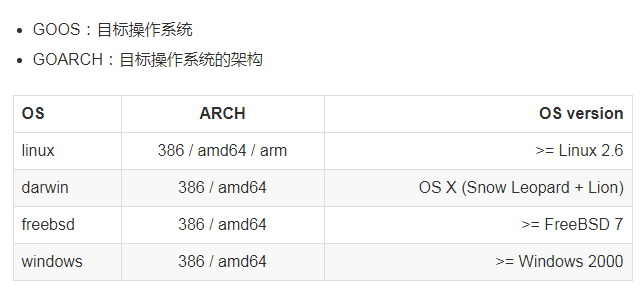 GOOS：目标操作系统
GOARCH：目标操作系统的架构
OS ARCH OS version
linux 386 / amd64 / arm >= Linux 2.6
darwin 386 / amd64 OS X (Snow Leopard + Lion)
freebsd 386 / amd64 >= FreeBSD 7
windows 386 / amd64 >= Windows 2000